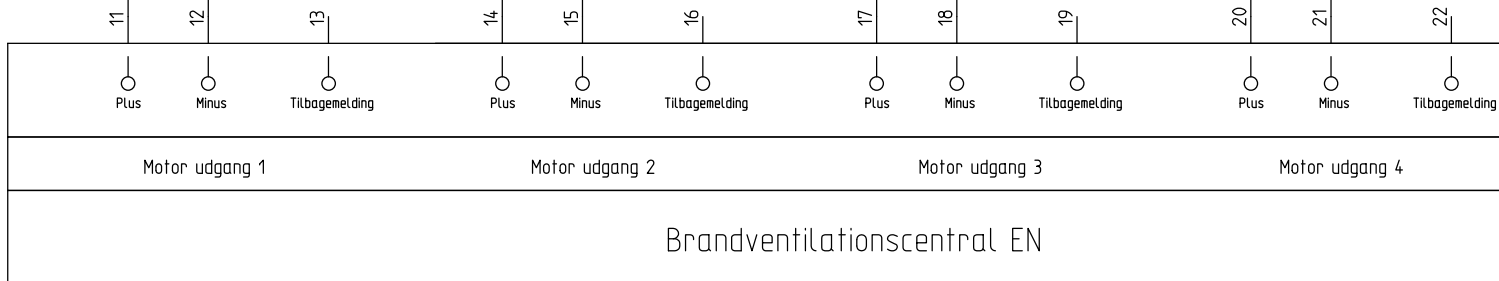 11 12 13 14 15 16 17 18 19 20 21 22
Plus Minus Tilbagemelding Plus Minus Tilbagemelding Plus Minus Tilbagemelding Plus Minus Tilbagemelding
Motor udgang 1 Motor udgang 2 Motor udgang 3 Motor udgang 4
Brandventilationscentral EN